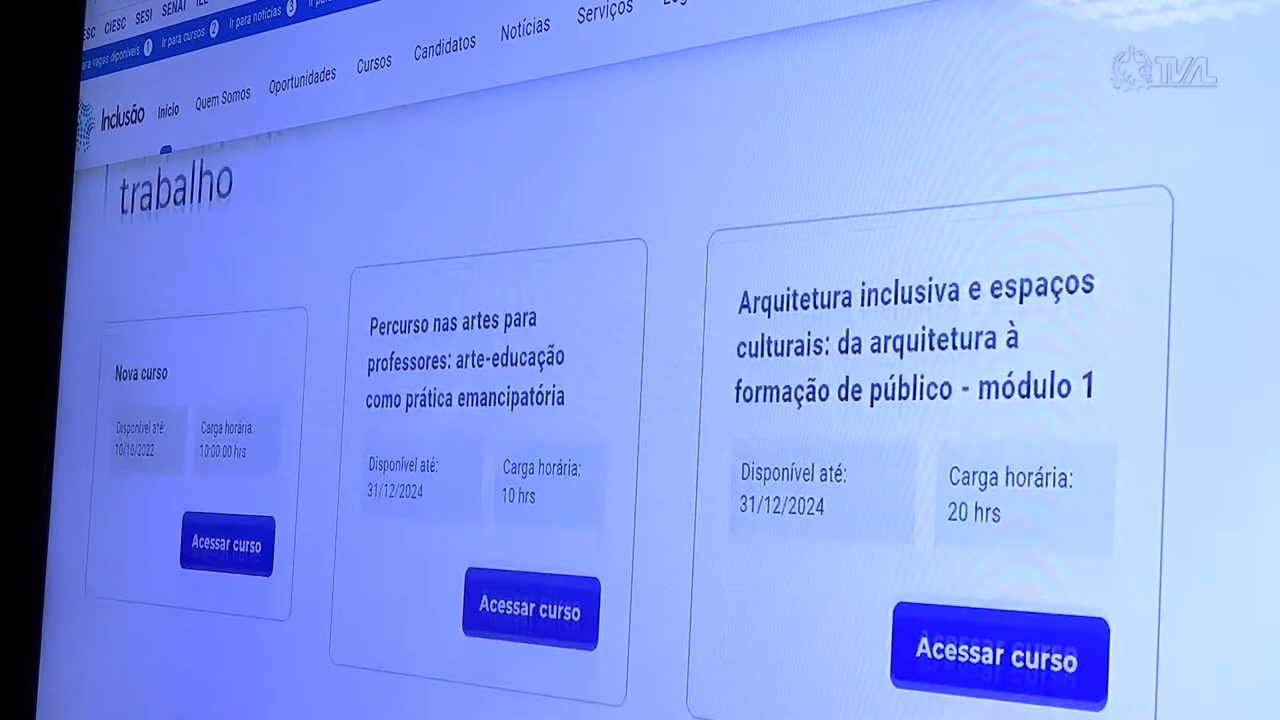 CIESC SESI SENAI
vagas diponíveis 1 Ir para cursos 2 Ir para notícias 3
Inclusão Início Quem Somos Oportunidades Cursos Candidatos Notícias Serviços
TVAL
trabalho
Nova curso
Disponível até:
10/10/2022
Carga horária:
10:00:00 hrs
Acessar curso
Percurso nas artes para
professores: arte-educação
como prática emancipatória
Disponível até:
31/12/2024
Carga horária:
10 hrs
Acessar curso
Arquitetura inclusiva e espaços
culturais: da arquitetura à
formação de público - módulo 1
Disponível até:
31/12/2024
Carga horária:
20 hrs
Acessar curso